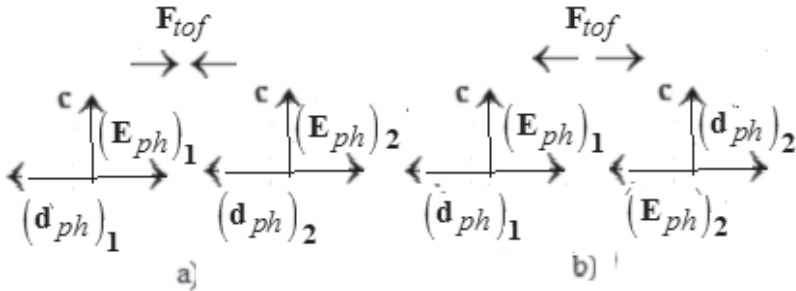 F_tof F_tof
c (E_ph)_1 c (E_ph)_2 c (E_ph)_1 c (d_ph)_2
(d_ph)_1 (d_ph)_2 (d_ph)_1 (E_ph)_2
a) b)